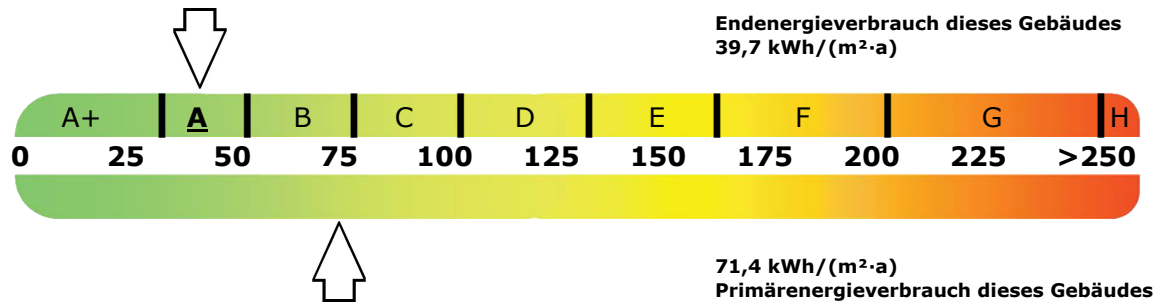 Endenergieverbrauch dieses Gebäudes
39,7 kWh/(m²·a)
A+ A B C D E F G H
0 25 50 75 100 125 150 175 200 225 >250
71,4 kWh/(m²·a)
Primärenergieverbrauch dieses Gebäudes